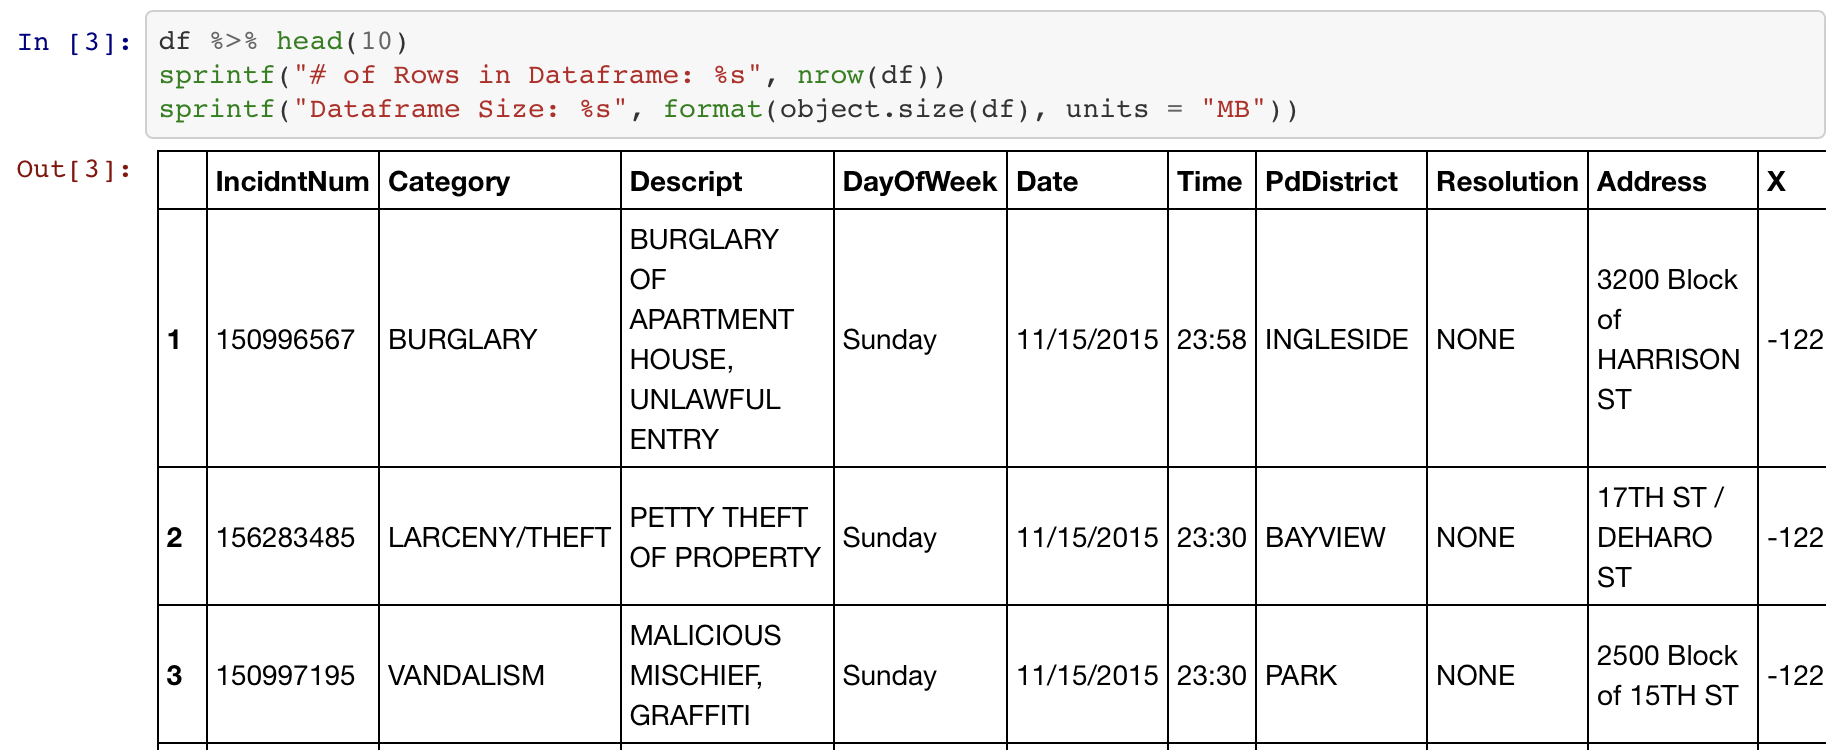 In [3]: df %>% head(10)
sprintf("# of Rows in Dataframe: %s", nrow(df))
sprintf("Dataframe Size: %s", format(object.size(df), units = "MB"))
Out[3]:
IncidntNum Category Descript DayOfWeek Date Time PdDistrict Resolution Address X
1 150996567 BURGLARY BURGLARY OF APARTMENT HOUSE, UNLAWFUL ENTRY Sunday 11/15/2015 23:58 INGLESIDE NONE 3200 Block of HARRISON ST -122
2 156283485 LARCENY/THEFT PETTY THEFT OF PROPERTY Sunday 11/15/2015 23:30 BAYVIEW NONE 17TH ST / DEHARO ST -122
3 150997195 VANDALISM MALICIOUS MISCHIEF, GRAFFITI Sunday 11/15/2015 23:30 PARK NONE 2500 Block of 15TH ST -122